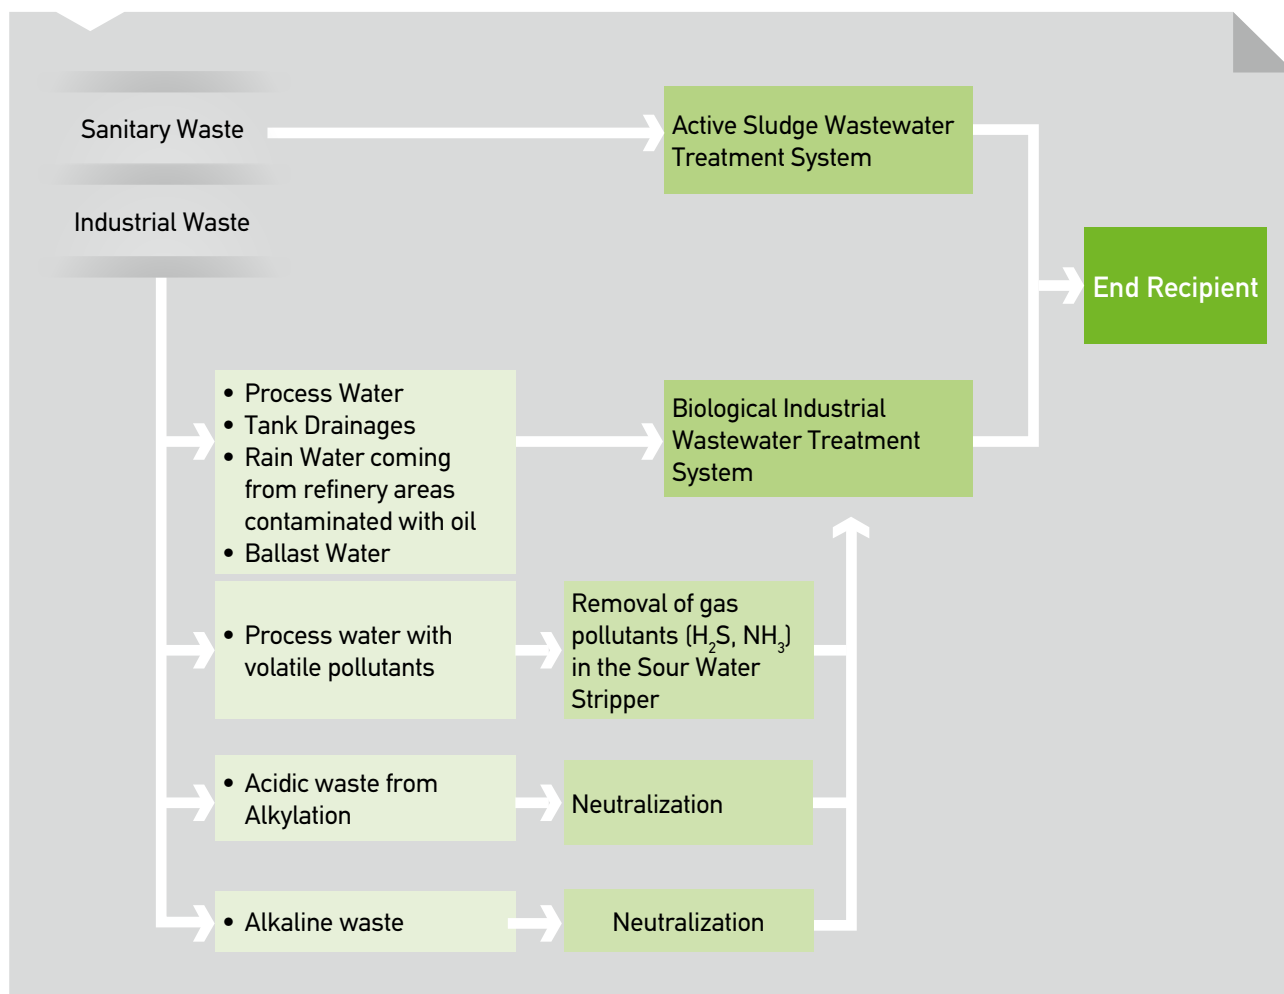 Sanitary Waste
Active Sludge Wastewater
Treatment System
Industrial Waste
End Recipient
• Process Water
• Tank Drainages
• Rain Water coming
from refinery areas
contaminated with oil
• Ballast Water
Biological Industrial
Wastewater Treatment
System
• Process water with
volatile pollutants
Removal of gas
pollutants (H₂S, NH₃)
in the Sour Water
Stripper
• Acidic waste from
Alkylation
Neutralization
• Alkaline waste
Neutralization